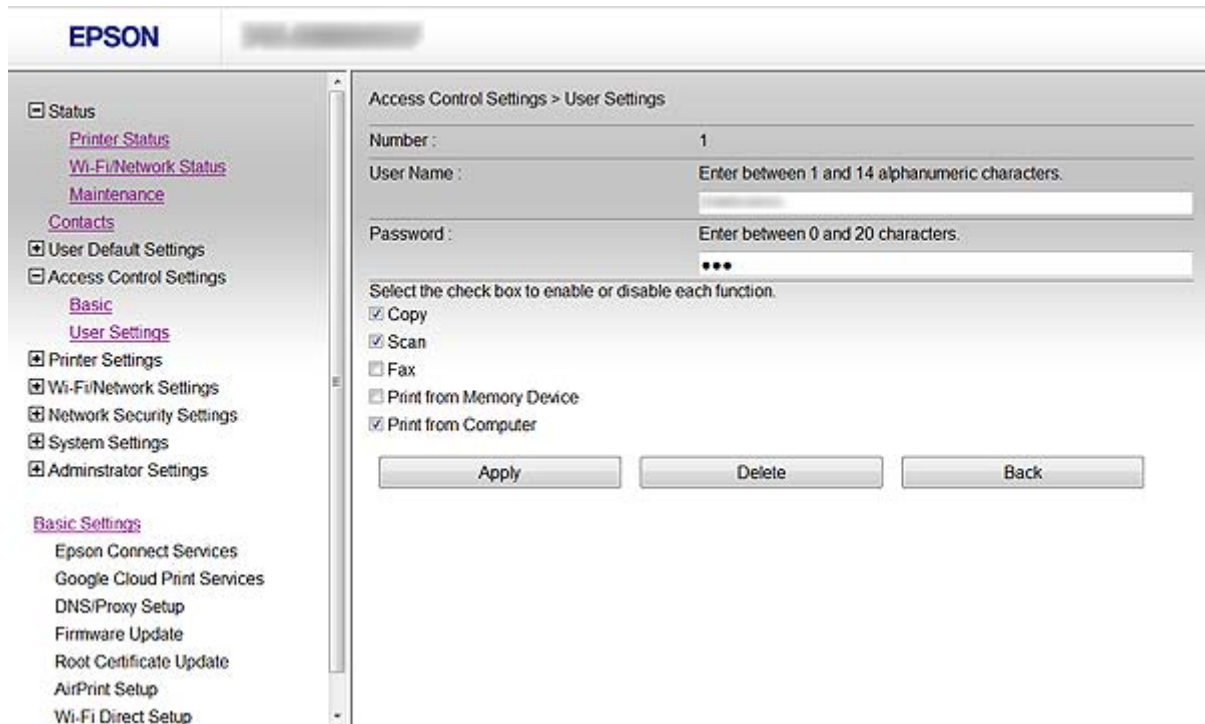 EPSON
Status
Printer Status
Wi-Fi/Network Status
Maintenance
Contacts
User Default Settings
Access Control Settings
Basic
User Settings
Printer Settings
Wi-Fi/Network Settings
Network Security Settings
System Settings
Adminstrator Settings
Basic Settings
Epson Connect Services
Google Cloud Print Services
DNS/Proxy Setup
Firmware Update
Root Certificate Update
AirPrint Setup
Wi-Fi Direct Setup
Access Control Settings > User Settings
Number : 1
User Name : Enter between 1 and 14 alphanumeric characters.
Password : Enter between 0 and 20 characters.
•••
Select the check box to enable or disable each function.
Copy
Scan
Fax
Print from Memory Device
Print from Computer
Apply Delete Back